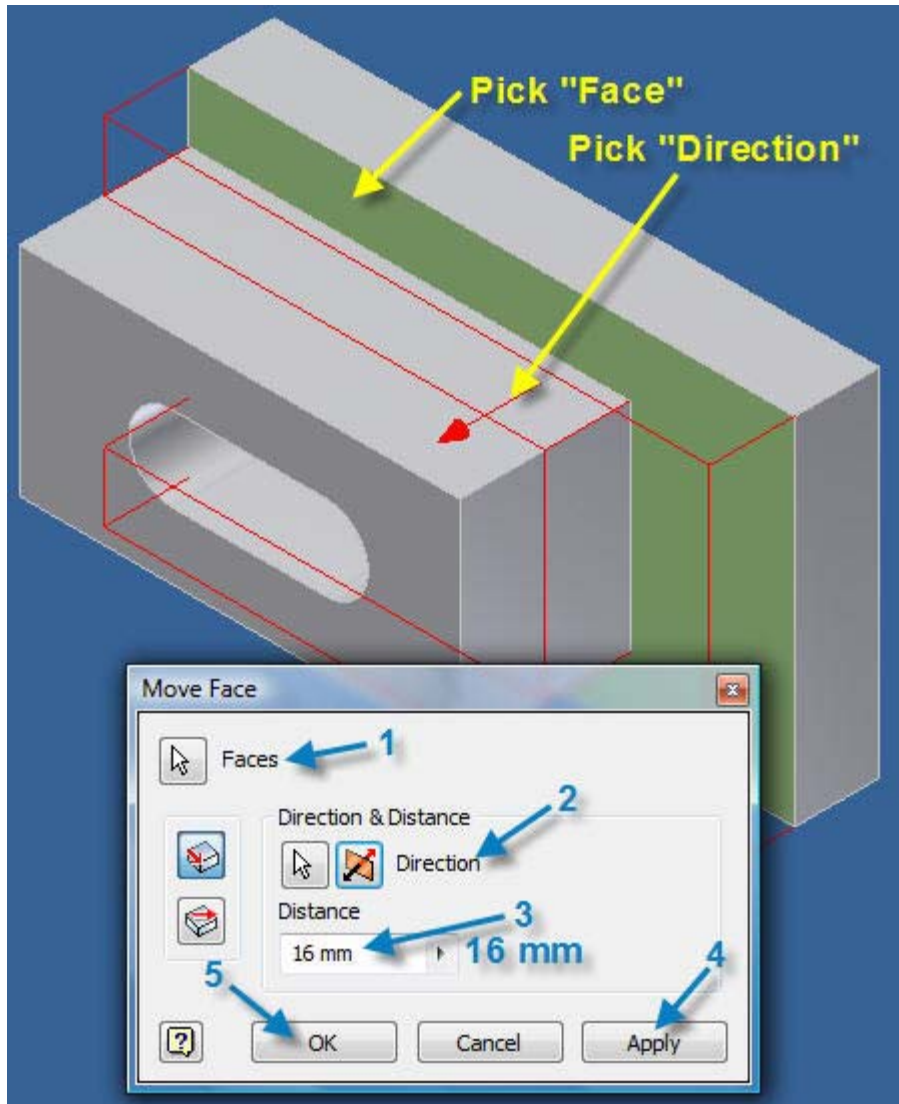 Pick "Face"
Pick "Direction"
Move Face
Faces
1
Direction & Distance
2
Direction
Distance
3
16 mm
16 mm
4
5
OK
Cancel
Apply